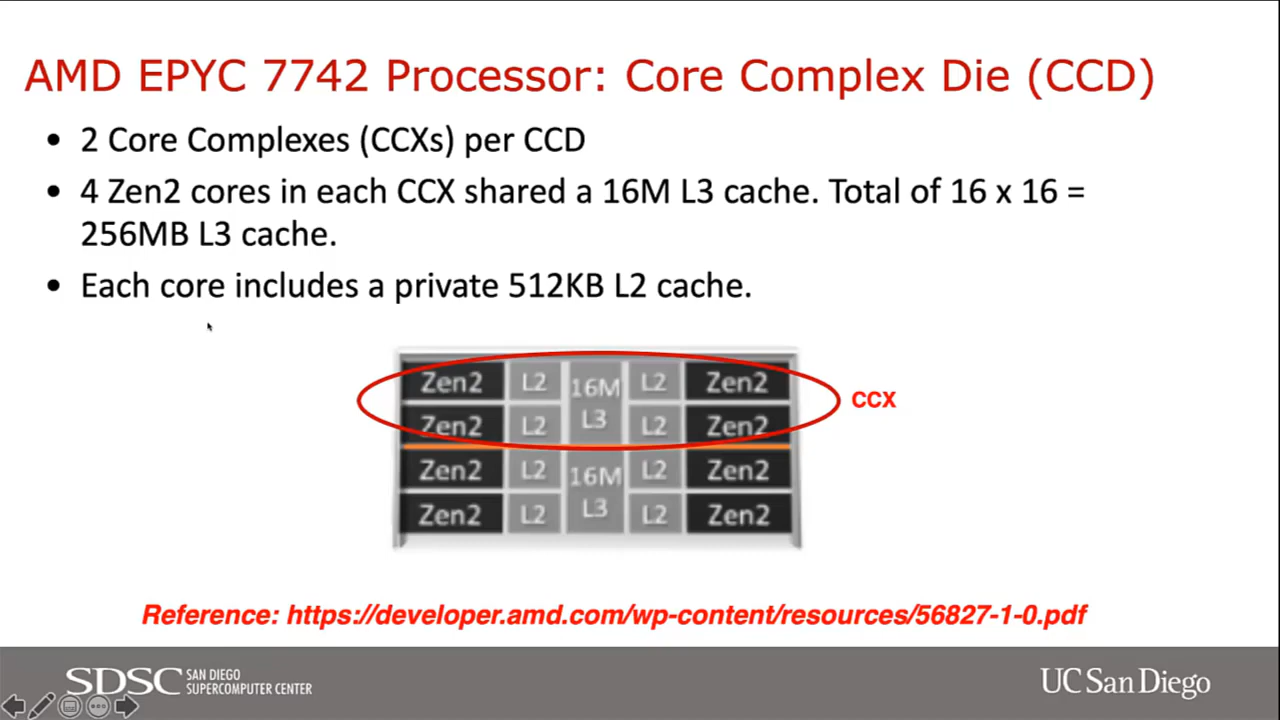 AMD EPYC 7742 Processor: Core Complex Die (CCD)
• 2 Core Complexes (CCXs) per CCD
• 4 Zen2 cores in each CCX shared a 16M L3 cache. Total of 16 x 16 =
256MB L3 cache.
• Each core includes a private 512KB L2 cache.
Zen2 L2 16M L2 Zen2
Zen2 L2 L3 L2 Zen2
CCX
Zen2 L2 16M L2 Zen2
Zen2 L2 L3 L2 Zen2
Reference: https://developer.amd.com/wp-content/resources/56827-1-0.pdf
SDSC SAN DIEGO
SUPERCOMPUTER CENTER
UC San Diego